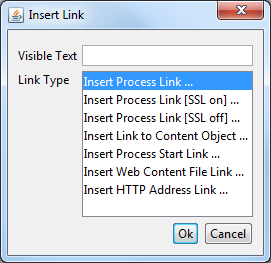 Insert Link
Visible Text
Link Type
Insert Process Link ...
Insert Process Link [SSL on] ...
Insert Process Link [SSL off] ...
Insert Link to Content Object ...
Insert Process Start Link ...
Insert Web Content File Link ...
Insert HTTP Address Link ...
Ok Cancel